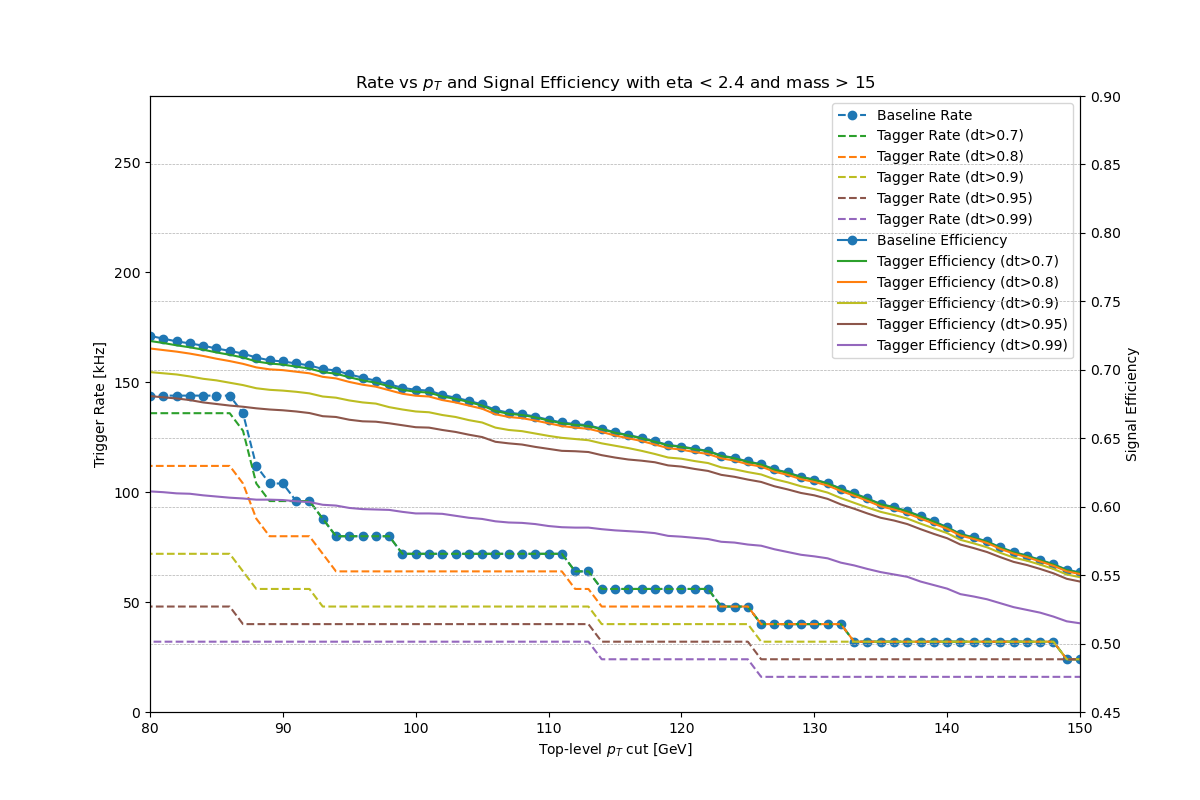 Rate vs p_T and Signal Efficiency with eta < 2.4 and mass > 15
Trigger Rate [kHz]
250
200
150
100
50
0
80 90 100 110 120 130 140 150
Top-level p_T cut [GeV]
0.90
0.85
0.80
0.75
0.70
0.65
0.60
0.55
0.50
0.45
Signal Efficiency
Baseline Rate
Tagger Rate (dt>0.7)
Tagger Rate (dt>0.8)
Tagger Rate (dt>0.9)
Tagger Rate (dt>0.95)
Tagger Rate (dt>0.99)
Baseline Efficiency
Tagger Efficiency (dt>0.7)
Tagger Efficiency (dt>0.8)
Tagger Efficiency (dt>0.9)
Tagger Efficiency (dt>0.95)
Tagger Efficiency (dt>0.99)